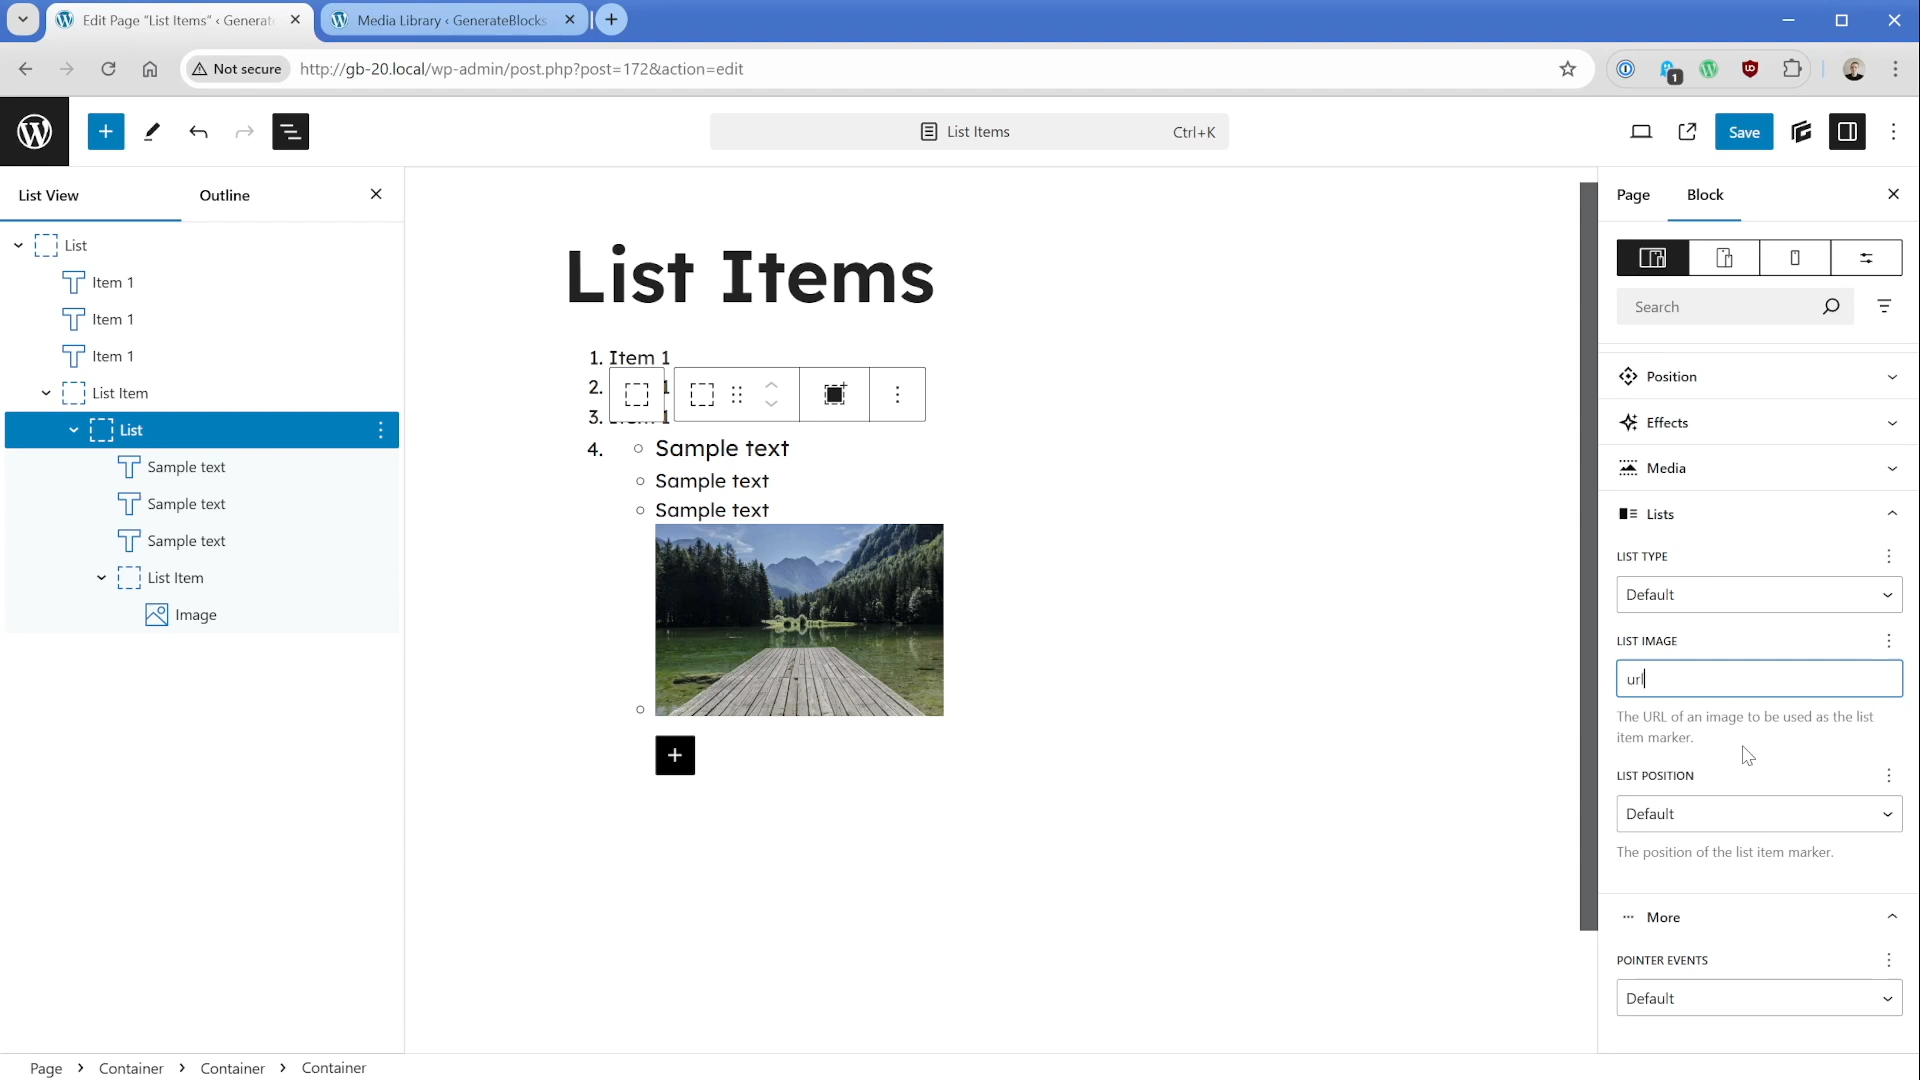 Edit Page "List Items" ‹ Generate
Media Library ‹ GenerateBlocks
Not secure
http://gb-20.local/wp-admin/post.php?post=172&action=edit
1
List Items
Ctrl+K
Save
List View
Outline
Page
Block
List
Item 1
Item 1
Item 1
List Item
List
Sample text
Sample text
Sample text
List Item
Image
List Items
1. Item 1
2.
3.
4.
Sample text
Sample text
Sample text
Search
Position
Effects
Media
Lists
LIST TYPE
Default
LIST IMAGE
url
The URL of an image to be used as the list
item marker.
LIST POSITION
Default
The position of the list item marker.
More
POINTER EVENTS
Default
Page
Container
Container
Container